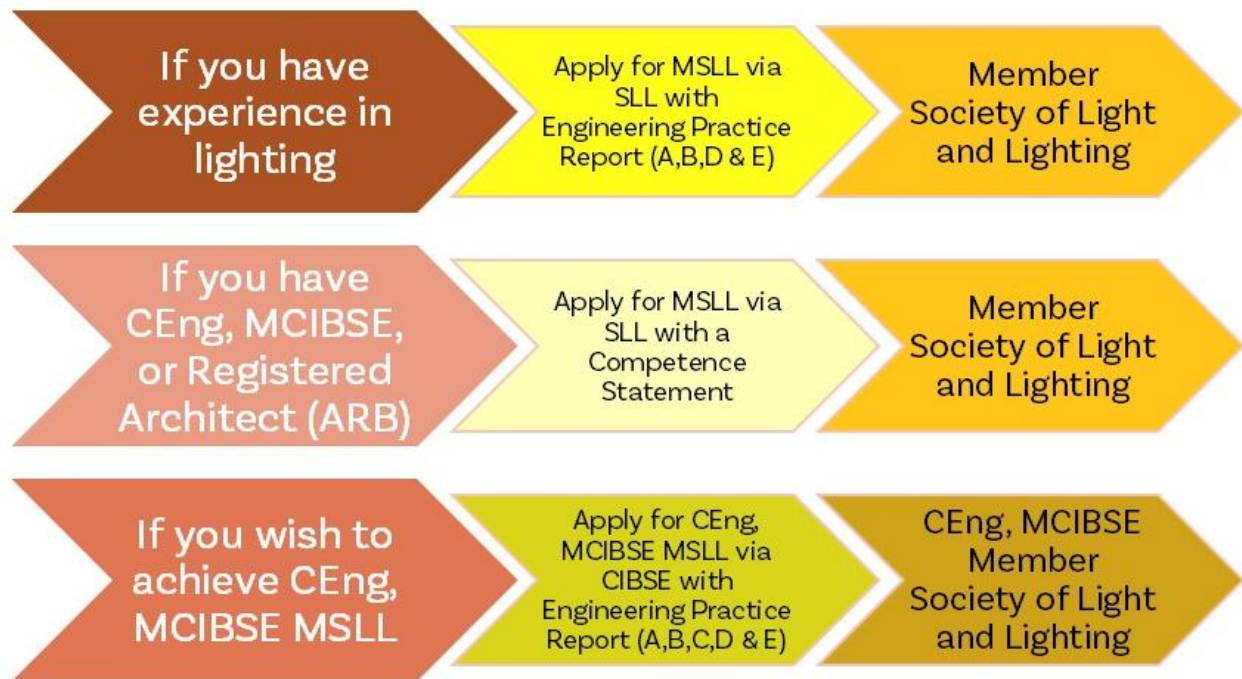 If you have
experience in
lighting
Apply for MSLL via
SLL with
Engineering Practice
Report (A,B,D & E)
Member
Society of Light
and Lighting
If you have
CEng, MCIBSE,
or Registered
Architect (ARB)
Apply for MSLL via
SLL with a
Competence
Statement
Member
Society of Light
and Lighting
If you wish to
achieve CEng,
MCIBSE MSLL
Apply for CEng,
MCIBSE MSLL via
CIBSE with
Engineering Practice
Report (A,B,C,D & E)
CEng, MCIBSE
Member
Society of Light
and Lighting